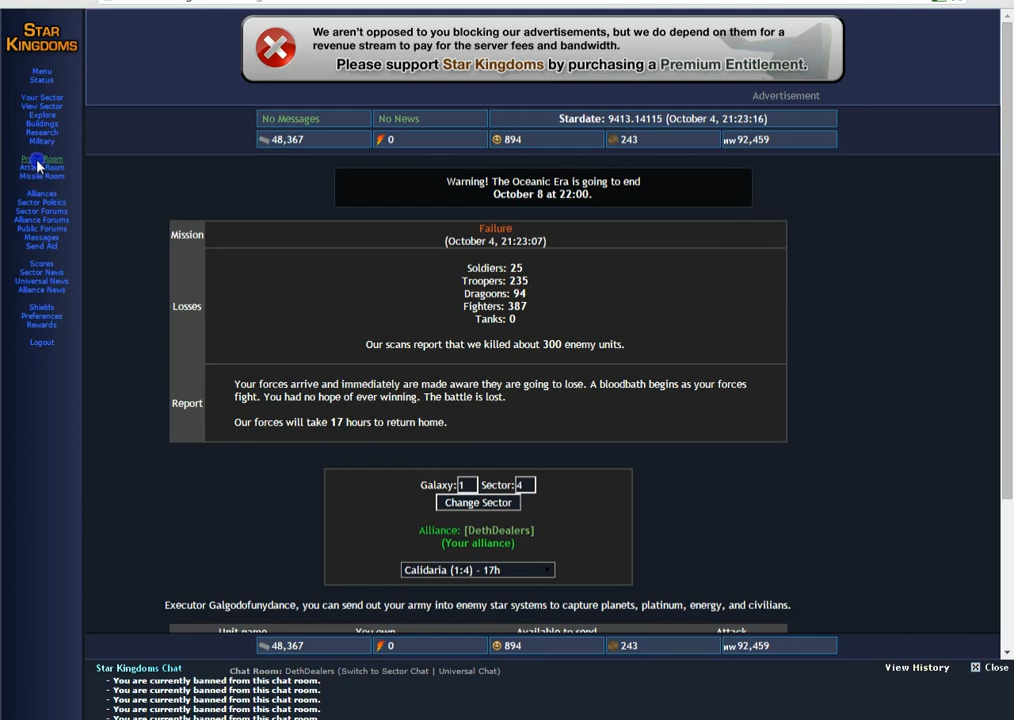 STAR
KINGDOMS
Menu
Status
Your Sector
View Sector
Explore
Buildings
Research
Military
Room
Room
Missile Room
Alliances
Sector Politics
Sector Forums
Alliance Forums
Public Forums
Messages
Send Aid
Scores
Sector News
Universal News
Alliance News
Shields
Preferences
Rewards
Logout
We aren't opposed to you blocking our advertisements, but we do depend on them for a
revenue stream to pay for the server fees and bandwidth.
Please support Star Kingdoms by purchasing a Premium Entitlement.
Advertisement
No Messages No News Stardate: 9413.14115 (October 4, 21:23:16)
48,367 0 894 243 NW 92,459
Warning! The Oceanic Era is going to end
October 8 at 22:00.
Mission Failure
(October 4, 21:23:07)
Losses
Soldiers: 25
Troopers: 235
Dragoons: 94
Fighters: 387
Tanks: 0
Our scans report that we killed about 300 enemy units.
Report
Your forces arrive and immediately are made aware they are going to lose. A bloodbath begins as your forces
fight. You had no hope of ever winning. The battle is lost.
Our forces will take 17 hours to return home.
Galaxy: 1 Sector: 4
Change Sector
Alliance: [DethDealers]
(Your alliance)
Calidaria (1:4) - 17h
Executor Galgodofunydance, you can send out your army into enemy star systems to capture planets, platinum, energy, and civilians.
Unit name You own Available to send Attack
48,367 0 894 243 NW 92,459
Star Kingdoms Chat Chat Room: DethDealers (Switch to Sector Chat | Universal Chat) View History Close
- You are currently banned from this chat room.
- You are currently banned from this chat room.
- You are currently banned from this chat room.
- You are currently banned from this chat room.